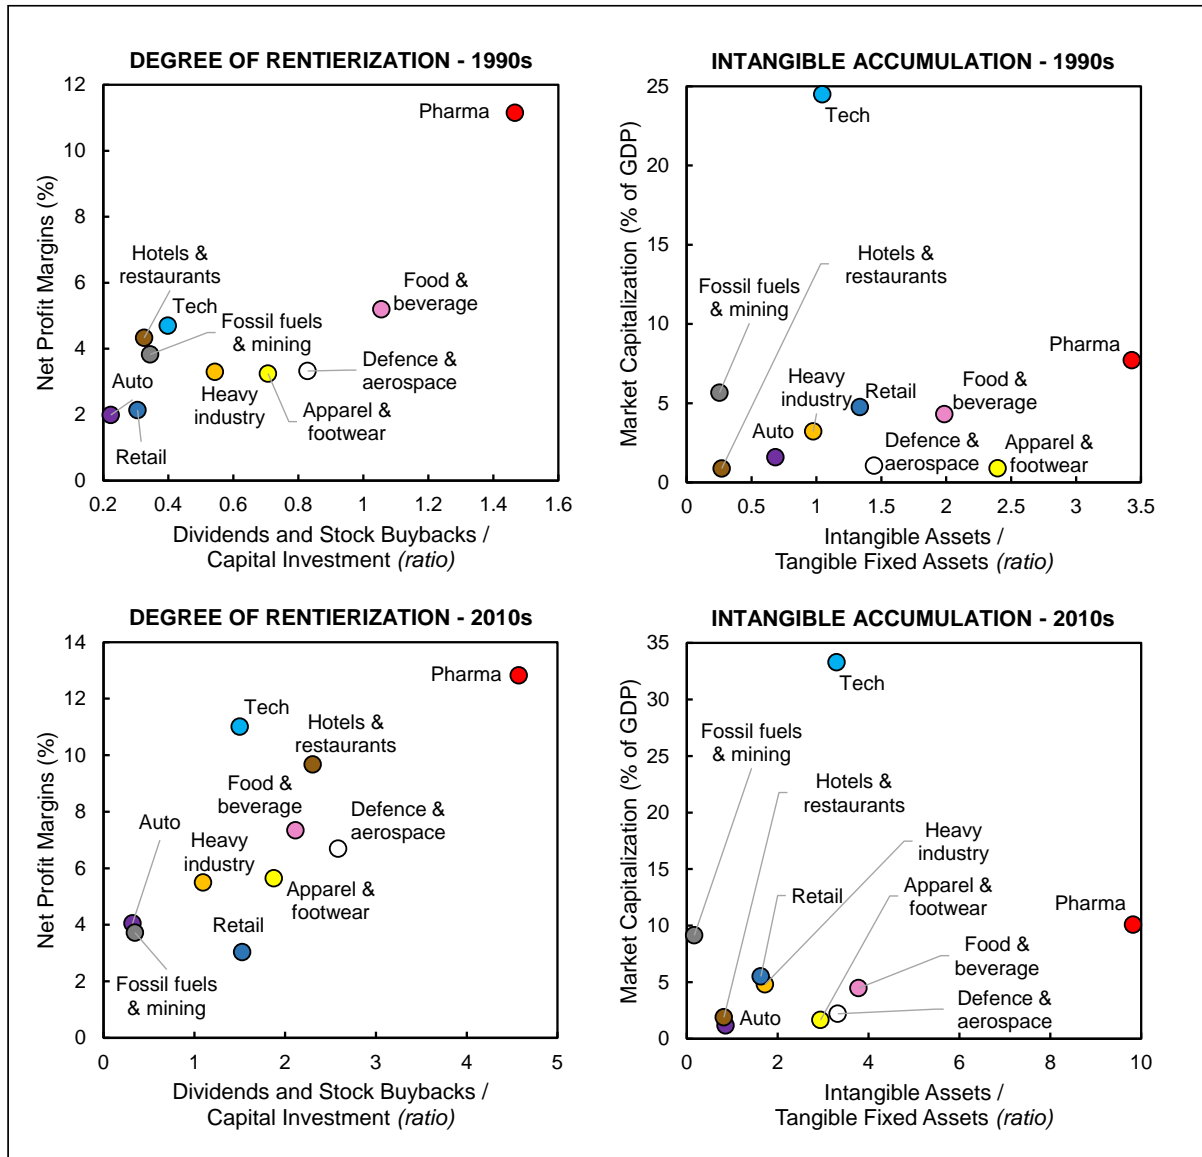 DEGREE OF RENTIERIZATION - 1990s
Net Profit Margins (%)
12
10
8
6
4
2
0
Pharma
Hotels &
restaurants
Tech
Fossil fuels
& mining
Food &
beverage
Auto
Heavy
industry
Defence &
aerospace
Apparel &
footwear
Retail
0.2
0.4
0.6
0.8
1
1.2
1.4
1.6
Dividends and Stock Buybacks /
Capital Investment (ratio)
INTANGIBLE ACCUMULATION - 1990s
Market Capitalization (% of GDP)
25
20
15
10
5
0
Tech
Hotels &
restaurants
Fossil fuels
& mining
Pharma
Heavy
industry
Retail
Food &
beverage
Auto
Defence &
aerospace
Apparel &
footwear
0
0.5
1
1.5
2
2.5
3
3.5
Intangible Assets /
Tangible Fixed Assets (ratio)
DEGREE OF RENTIERIZATION - 2010s
Net Profit Margins (%)
14
12
10
8
6
4
2
0
Pharma
Tech
Hotels &
restaurants
Food &
beverage
Defence &
aerospace
Auto
Heavy
industry
Apparel &
footwear
Retail
Fossil fuels
& mining
0
1
2
3
4
5
Dividends and Stock Buybacks /
Capital Investment (ratio)
INTANGIBLE ACCUMULATION - 2010s
Market Capitalization (% of GDP)
35
30
25
20
15
10
5
0
Tech
Fossil fuels
& mining
Hotels &
restaurants
Heavy
industry
Retail
Apparel &
footwear
Pharma
Food &
beverage
Defence &
aerospace
Auto
0
2
4
6
8
10
Intangible Assets /
Tangible Fixed Assets (ratio)